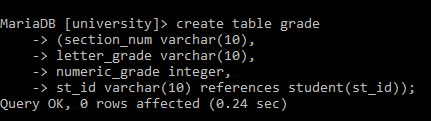 MariaDB [university]> create table grade
    -> (section_num varchar(10),
    -> letter_grade varchar(10),
    -> numeric_grade integer,
    -> st_id varchar(10) references student(st_id));
Query OK, 0 rows affected (0.24 sec)